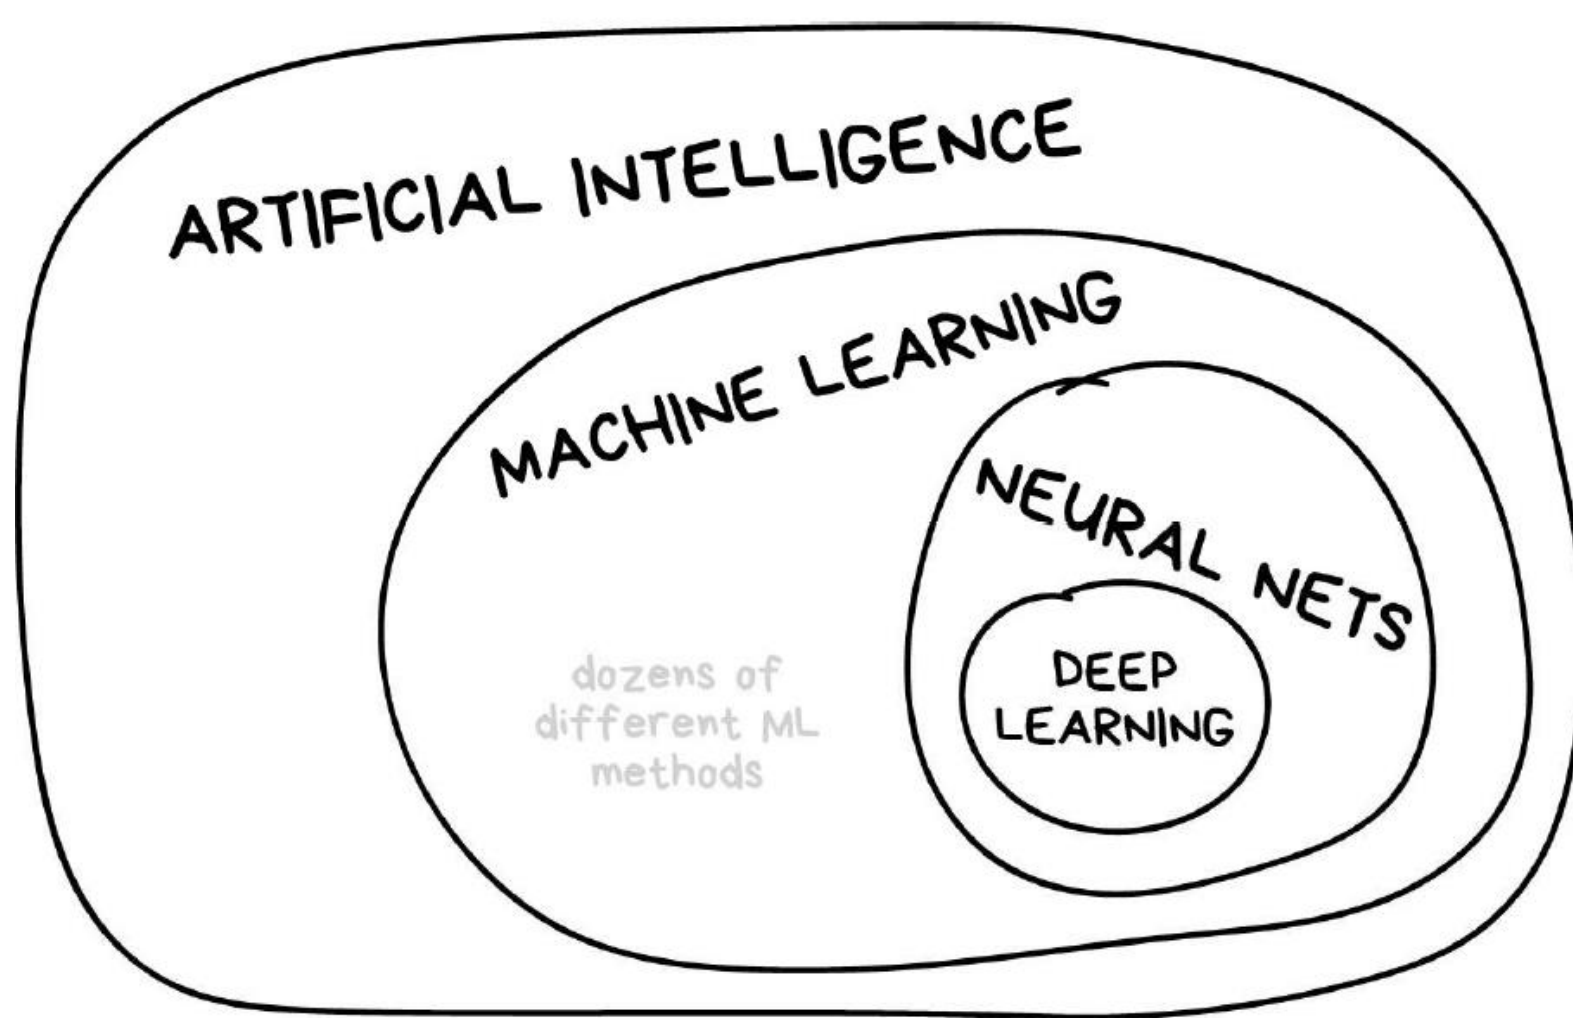 ARTIFICIAL INTELLIGENCE
MACHINE LEARNING
NEURAL NETS
DEEP
LEARNING
dozens of
different ML
methods